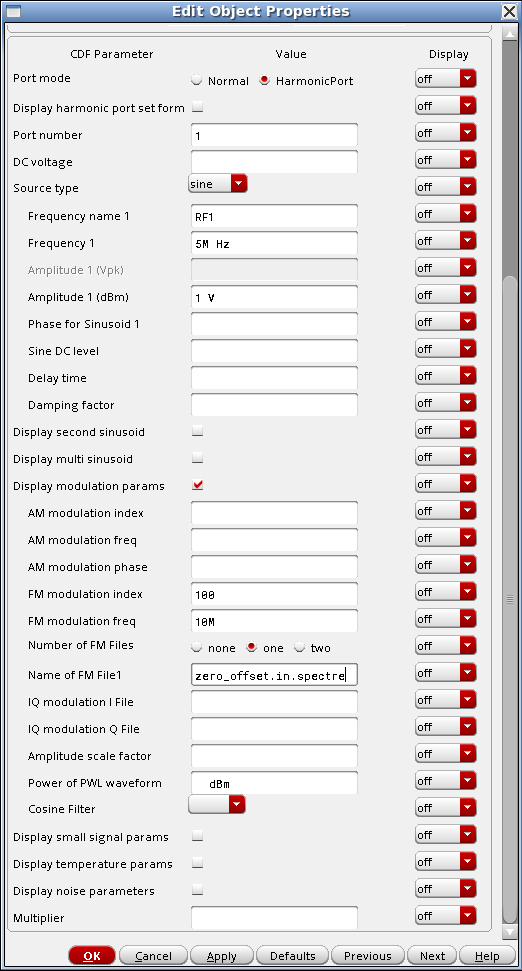 Edit Object Properties
CDF Parameter Value Display
Port mode Normal HarmonicPort off
Display harmonic port set form off
Port number 1 off
DC voltage off
Source type sine off
Frequency name 1 RF1 off
Frequency 1 5M Hz off
Amplitude 1 (Vpk) off
Amplitude 1 (dBm) 1 V off
Phase for Sinusoid 1 off
Sine DC level off
Delay time off
Damping factor off
Display second sinusoid off
Display multi sinusoid off
Display modulation params off
AM modulation index off
AM modulation freq off
AM modulation phase off
FM modulation index 100 off
FM modulation freq 10M off
Number of FM Files none one two off
Name of FM File1 zero_offset.in.spectre off
IQ modulation I File off
IQ modulation Q File off
Amplitude scale factor off
Power of PWL waveform dBm off
Cosine Filter off
Display small signal params off
Display temperature params off
Display noise parameters off
Multiplier off
OK Cancel Apply Defaults Previous Next Help